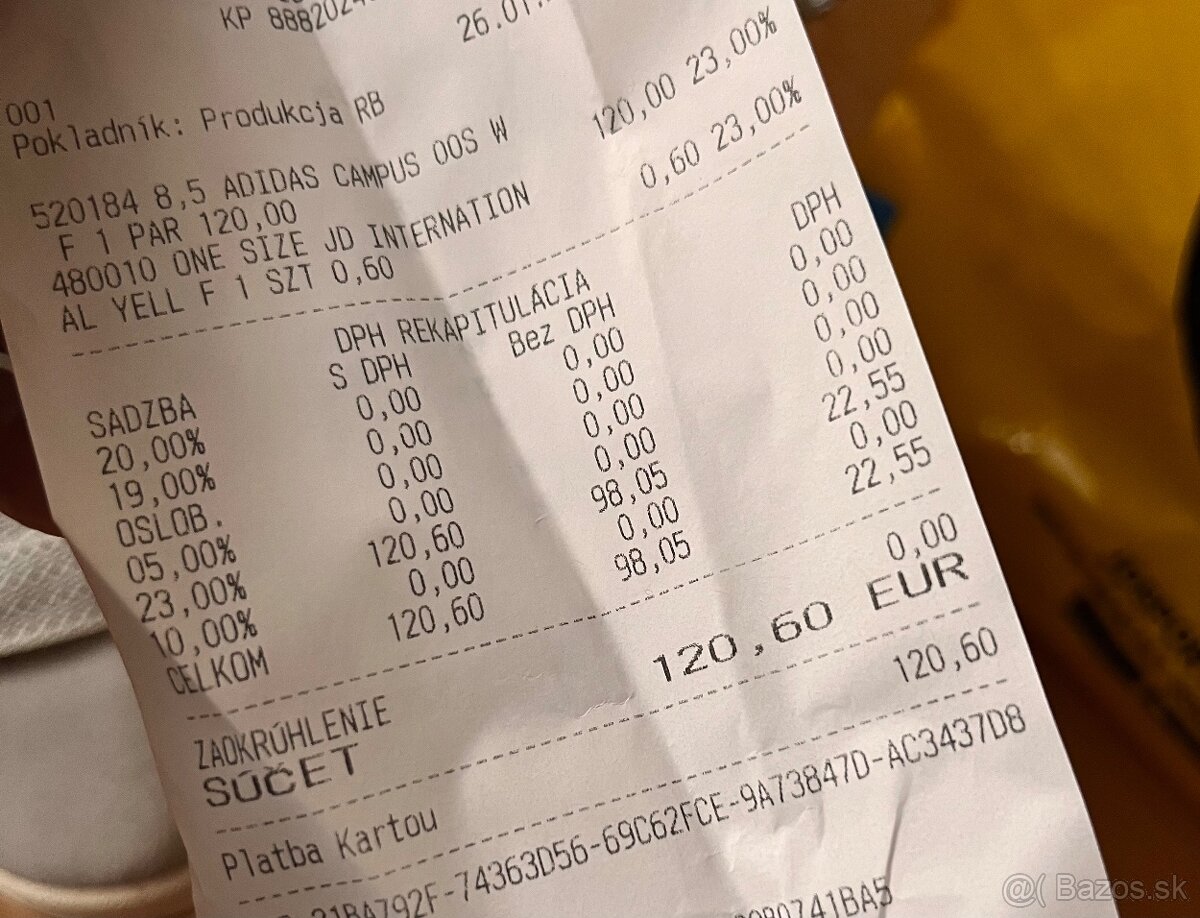 KP 888202
26.01.
001
Pokladník: Produkcja RB
520184 8,5 ADIDAS CAMPUS 00S W 120,00 23,00%
F 1 PAR 120,00
480010 ONE SIZE JD INTERNATION 0,60 23,00%
AL YELL F 1 SZT 0,60
DPH REKAPITULÁCIA
SADZBA S DPH Bez DPH DPH
20,00% 0,00 0,00 0,00
19,00% 0,00 0,00 0,00
OSLOB. 0,00 0,00 0,00
05,00% 0,00 0,00 0,00
23,00% 120,60 98,05 22,55
10,00% 0,00 0,00 0,00
CELKOM 120,60 98,05 22,55
ZAOKRÚHLENIE 0,00
SÚČET 120,60 EUR
Platba Kartou 120,60
21BA792F-74363D56-69C62FCE-9A73847D-AC3437D8
0741BA5
@( Bazos.sk